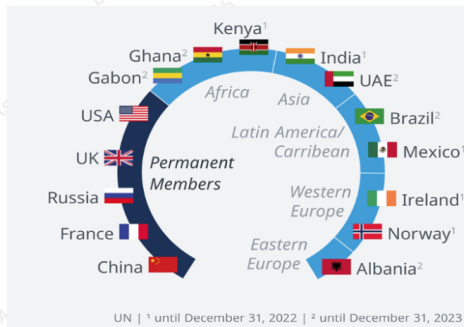 Kenya¹
Ghana²
India¹
Gabon²
UAE²
Africa
Asia
USA
Brazil²
Latin America/
Carribean
UK
Mexico¹
Permanent
Members
Western
Europe
Russia
Ireland¹
France
Norway¹
Eastern
Europe
China
Albania²
UN | ¹ until December 31, 2022 | ² until December 31, 2023